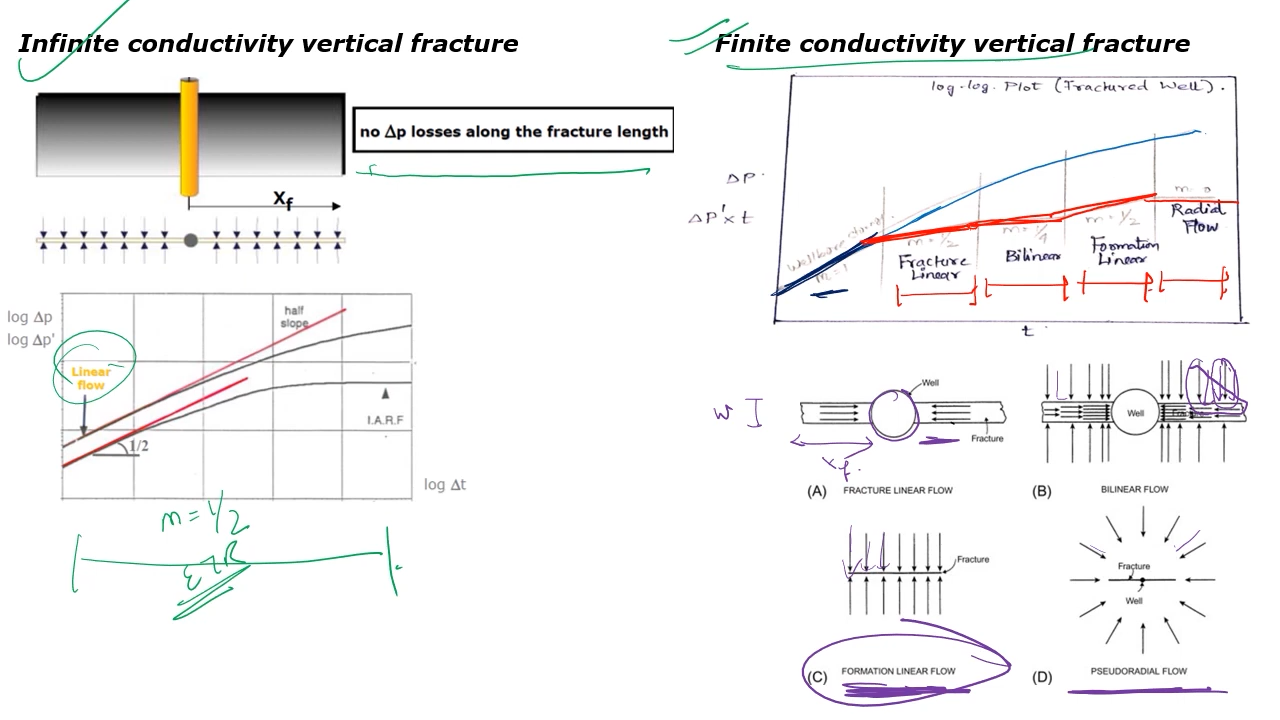 Infinite conductivity vertical fracture
no Δp losses along the fracture length
Xf
log Δp
log Δp'
half
slope
Linear
flow
1/2
I.A.R.F
log Δt
m = 1/2
ETR
Finite conductivity vertical fracture
log-log. Plot (Fractured Well).
ΔP
ΔP' x t
Wellbore storage
m = 1
m = 1/2
Fracture
Linear
m = 1/4
Bilinear
m = 1/2
Formation
Linear
m = 0
Radial
Flow
t
w
Well
Fracture
xf.
(A) FRACTURE LINEAR FLOW
Well
Fracture
(B) BILINEAR FLOW
Fracture
(C) FORMATION LINEAR FLOW
Fracture
Well
(D) PSEUDORADIAL FLOW